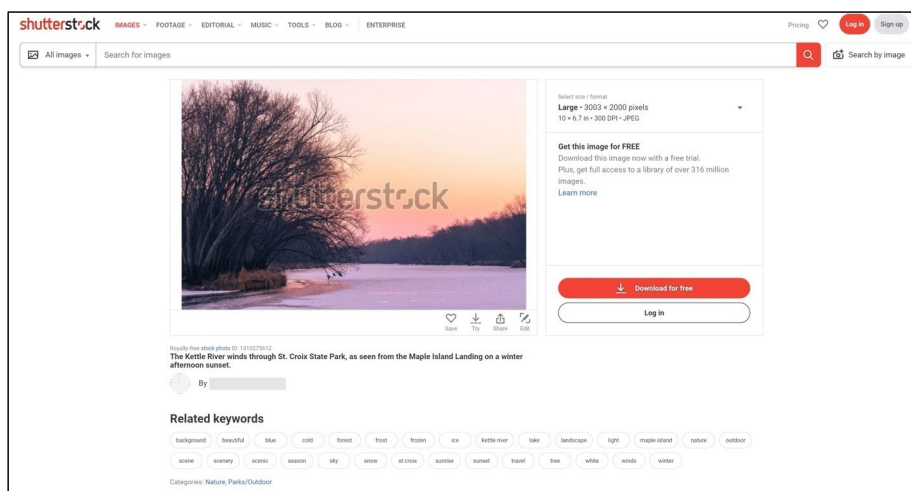 shutterstock IMAGES FOOTAGE EDITORIAL MUSIC TOOLS BLOG ENTERPRISE Pricing Log in Sign up
All images Search for images Search by image
shutterstock
Select size / format
Large • 3003 × 2000 pixels
10 × 6.7 in • 300 DPI • JPEG
Get this image for FREE
Download this image now with a free trial.
Plus, get full access to a library of over 316 million
images.
Learn more
Download for free
Log in
Save Try Share Edit
Royalty-free stock photo ID: 1310275612
The Kettle River winds through St. Croix State Park, as seen from the Maple Island Landing on a winter
afternoon sunset.
By
Related keywords
background beautiful blue cold forest frost frozen ice kettle river lake landscape light maple island nature outdoor
scene scenery scenic season sky snow st croix sunrise sunset travel tree white winds winter
Categories: Nature, Parks/Outdoor